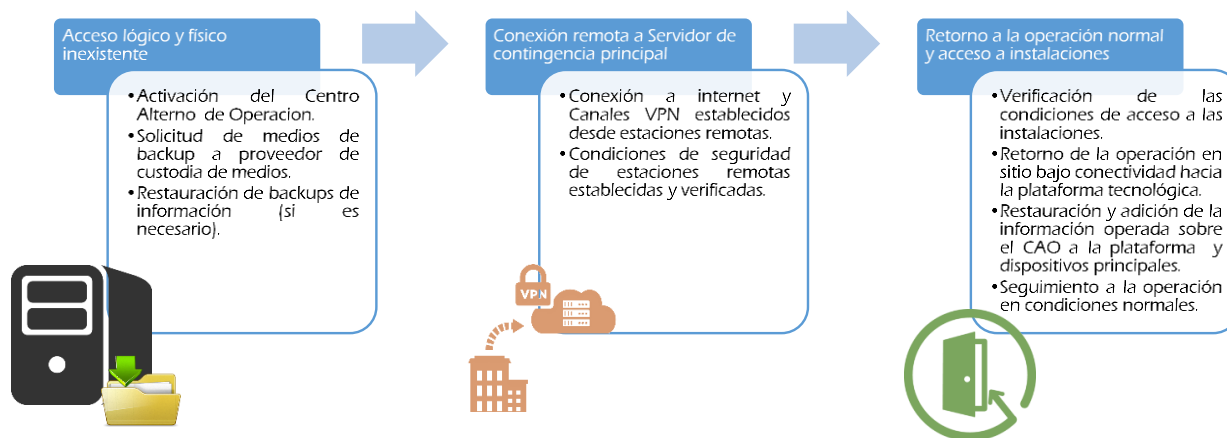 Acceso lógico y físico
inexistente
•Activación del Centro
Alterno de Operacion.
•Solicitud de medios de
backup a proveedor de
custodia de medios.
•Restauración de backups de
información (si es
necesario).
Conexión remota a Servidor de
contingencia principal
•Conexión a internet y
Canales VPN establecidos
desde estaciones remotas.
•Condiciones de seguridad
de estaciones remotas
establecidas y verificadas.
VPN
Retorno a la operación normal
y acceso a instalaciones
•Verificación de las
condiciones de acceso a las
instalaciones.
•Retorno de la operación en
sitio bajo conectividad hacia
la plataforma tecnológica.
•Restauración y adición de la
información operada sobre
el CAO a la plataforma y
dispositivos principales.
•Seguimiento a la operación
en condiciones normales.